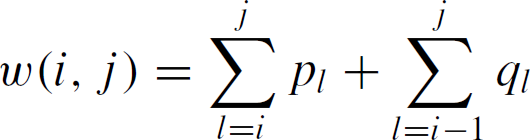 $w(i, j) = \sum_{l=i}^{j} p_l + \sum_{l=i-1}^{j} q_l$